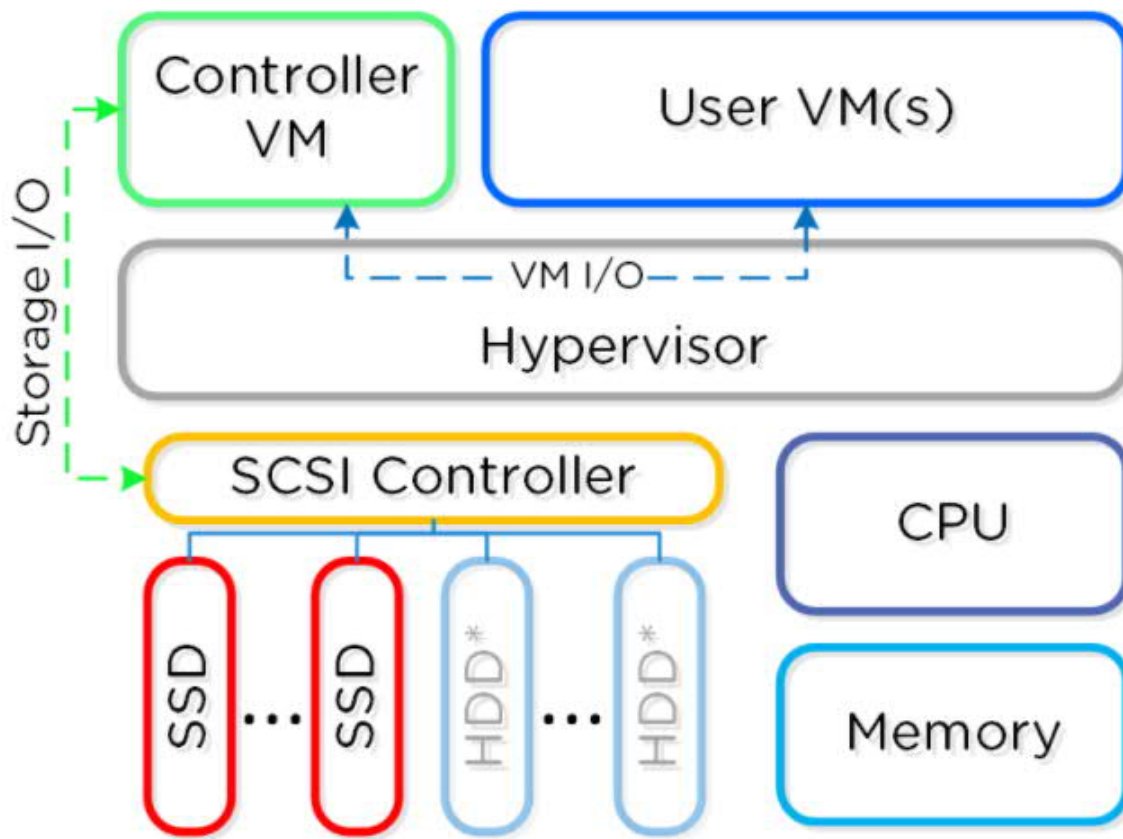 Controller
VM
User VM(s)
Storage I/O
VM I/O
Hypervisor
SCSI Controller
CPU
SSD
...
SSD
HDD*
...
HDD*
Memory